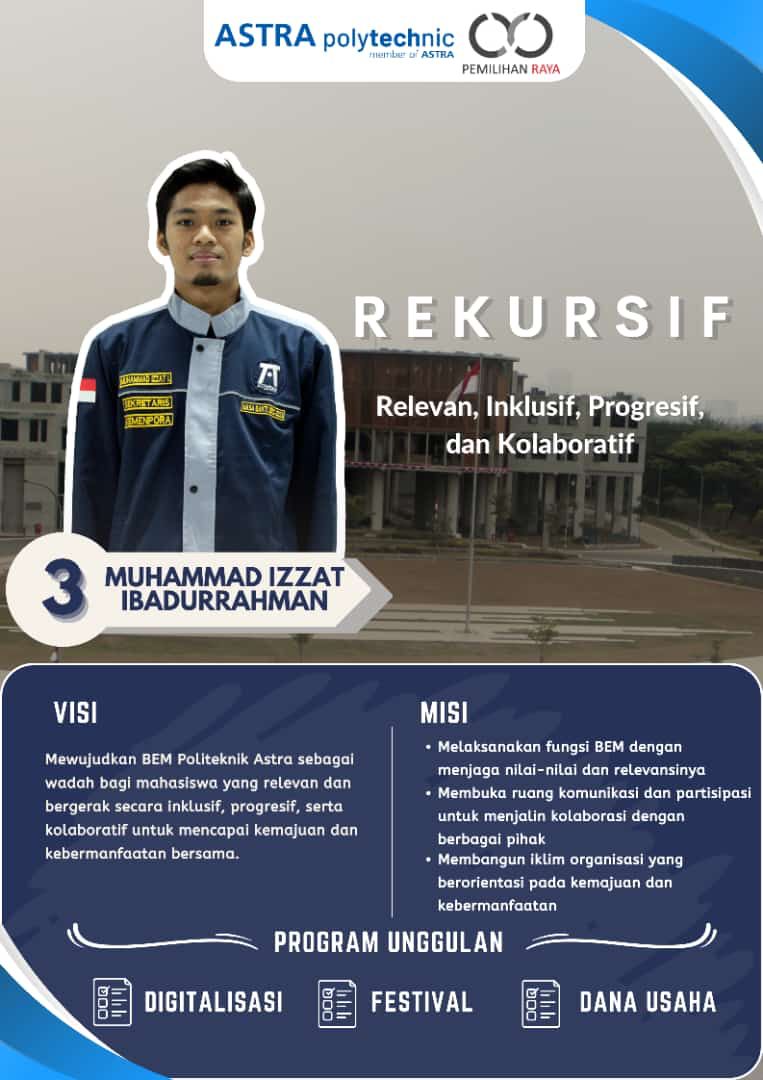 ASTRA polytechnic
member of ASTRA
PEMILIHAN RAYA
REKURSIF
Relevan, Inklusif, Progresif,
dan Kolaboratif
MUHAMMAD IZZAT I.
SEKRETARIS
KEMENPORA
MASA BAKTI
3
MUHAMMAD IZZAT
IBADURRAHMAN
VISI
Mewujudkan BEM Politeknik Astra sebagai
wadah bagi mahasiswa yang relevan dan
bergerak secara inklusif, progresif, serta
kolaboratif untuk mencapai kemajuan dan
kebermanfaatan bersama.
MISI
• Melaksanakan fungsi BEM dengan
menjaga nilai-nilai dan relevansinya
• Membuka ruang komunikasi dan partisipasi
untuk menjalin kolaborasi dengan
berbagai pihak
• Membangun iklim organisasi yang
berorientasi pada kemajuan dan
kebermanfaatan
PROGRAM UNGGULAN
DIGITALISASI
FESTIVAL
DANA USAHA